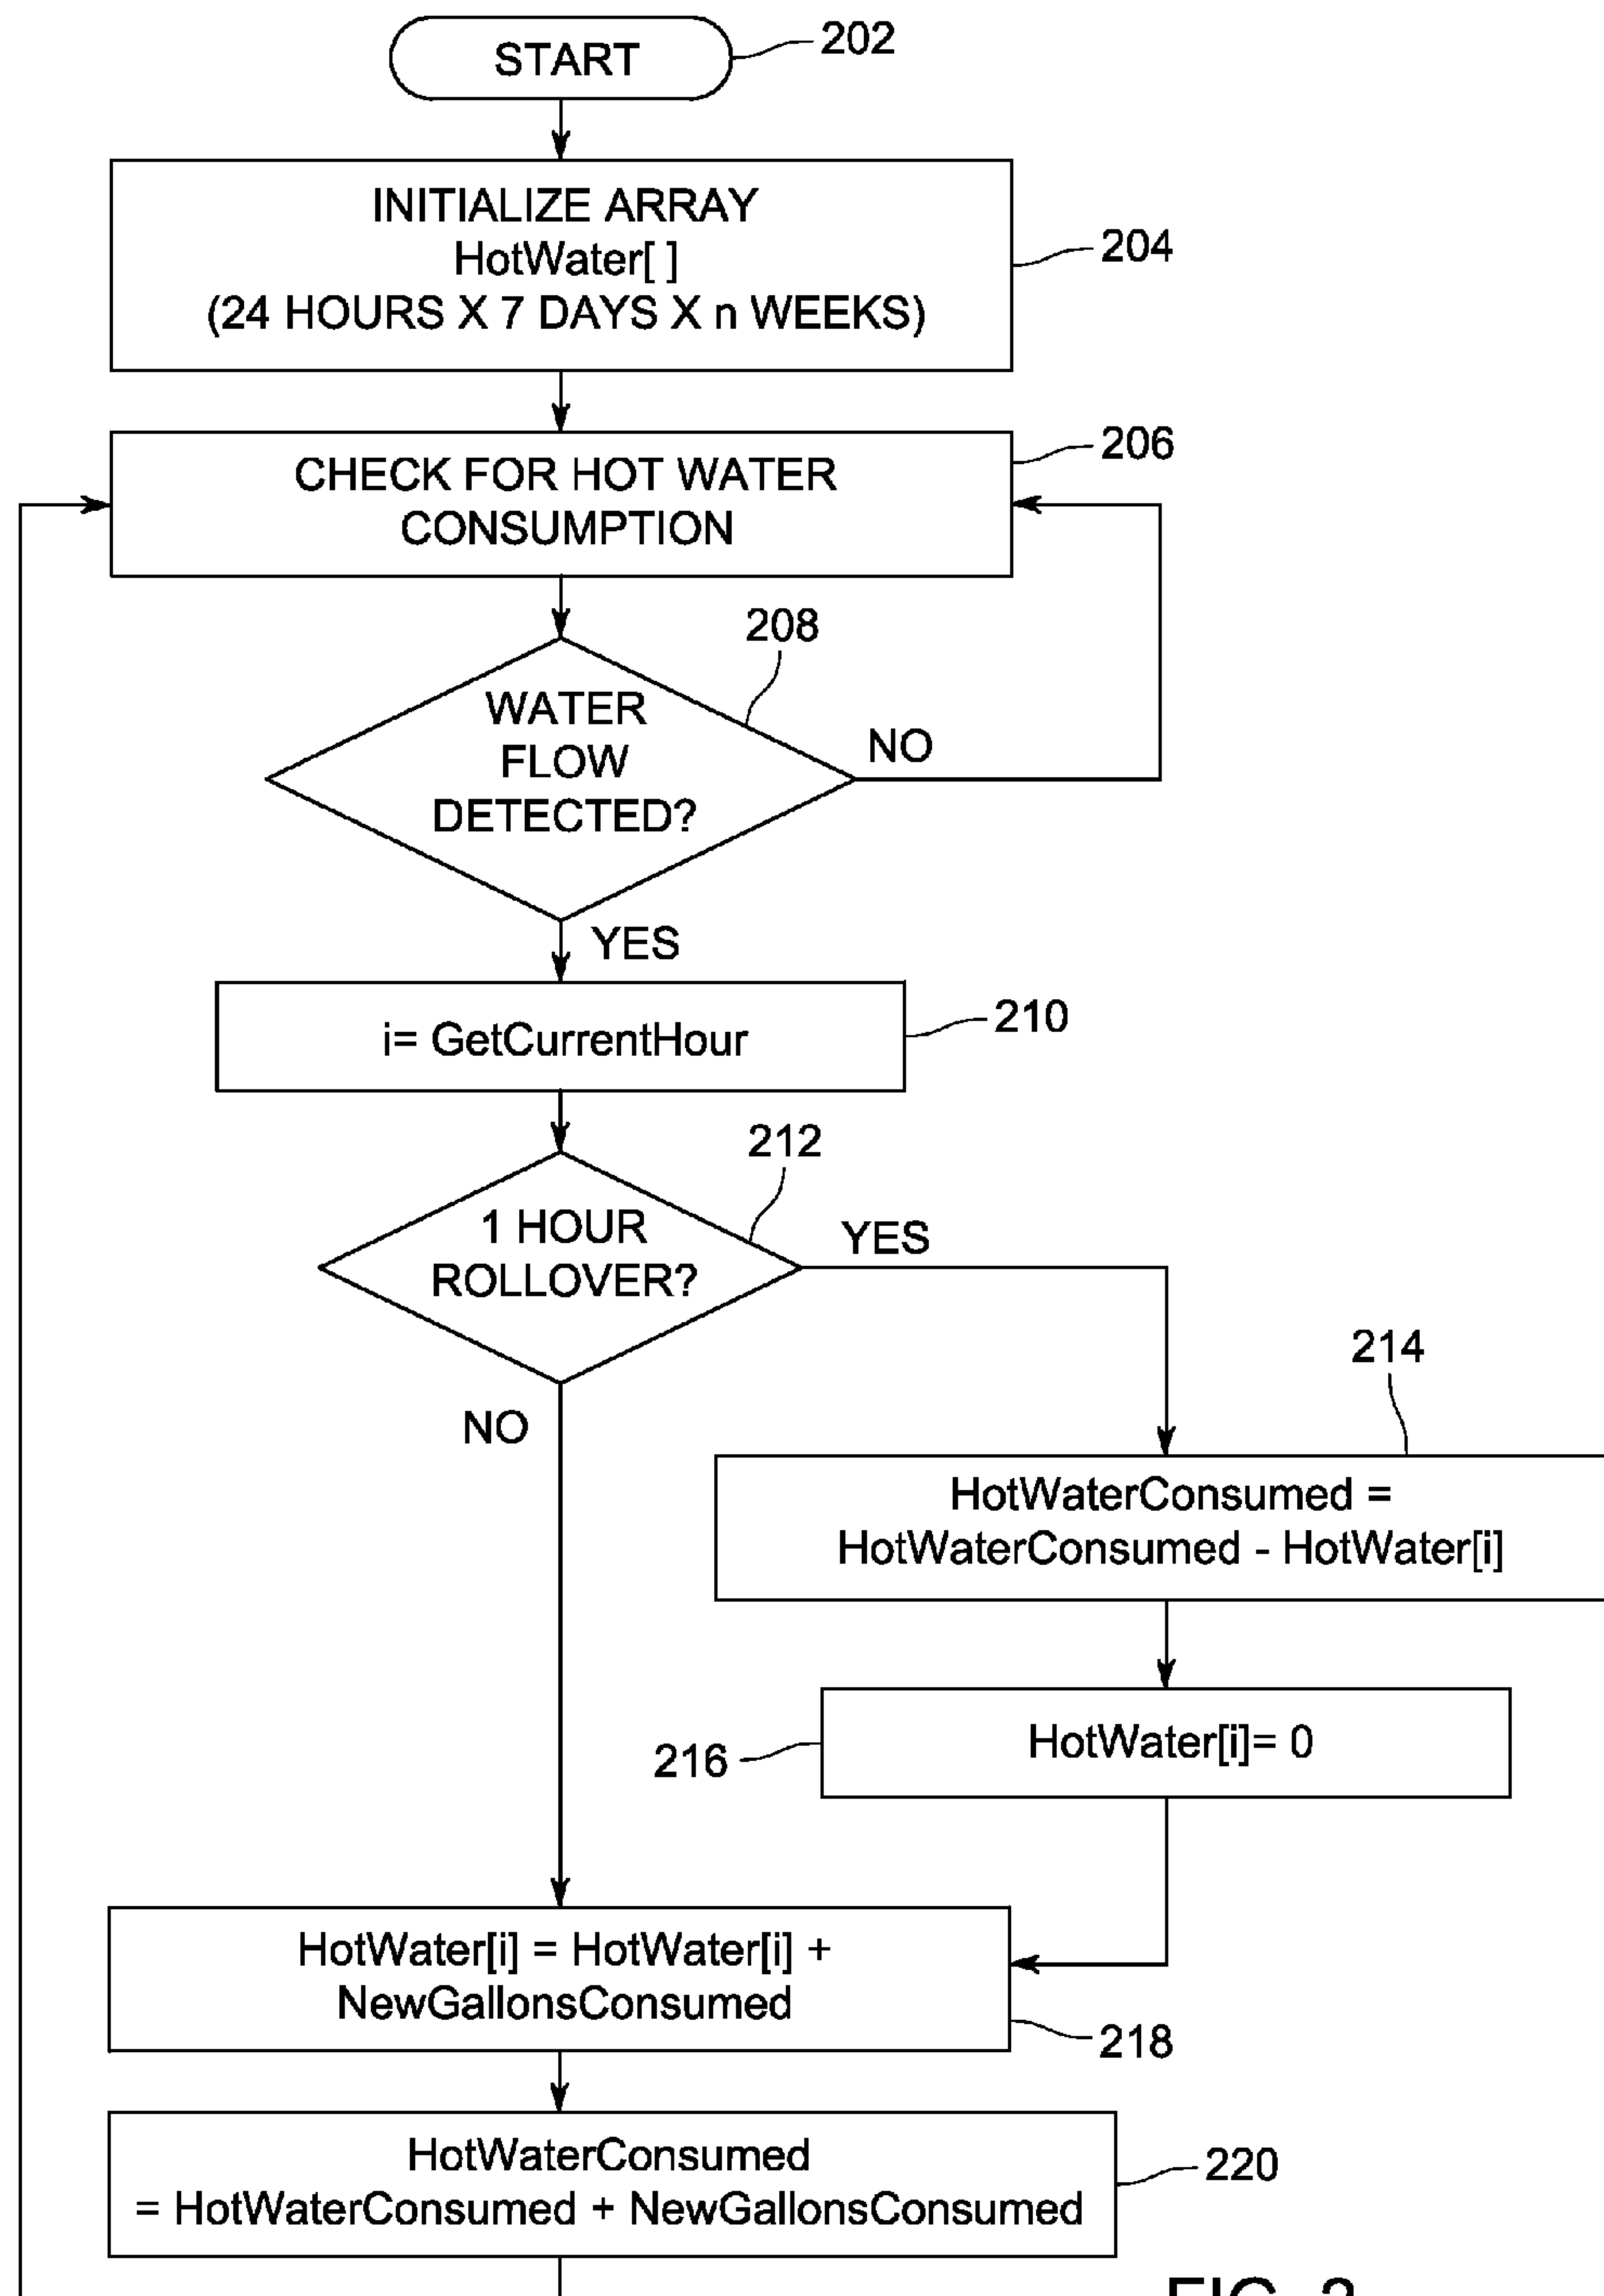 START
202
INITIALIZE ARRAY
HotWater[ ]
(24 HOURS X 7 DAYS X n WEEKS)
204
206
CHECK FOR HOT WATER
CONSUMPTION
208
WATER
FLOW
DETECTED?
NO
YES
i= GetCurrentHour
210
212
1 HOUR
ROLLOVER?
YES
NO
214
HotWaterConsumed =
HotWaterConsumed - HotWater[i]
HotWater[i]= 0
216
HotWater[i] = HotWater[i] +
NewGallonsConsumed
218
HotWaterConsumed
= HotWaterConsumed + NewGallonsConsumed
220
FIG.